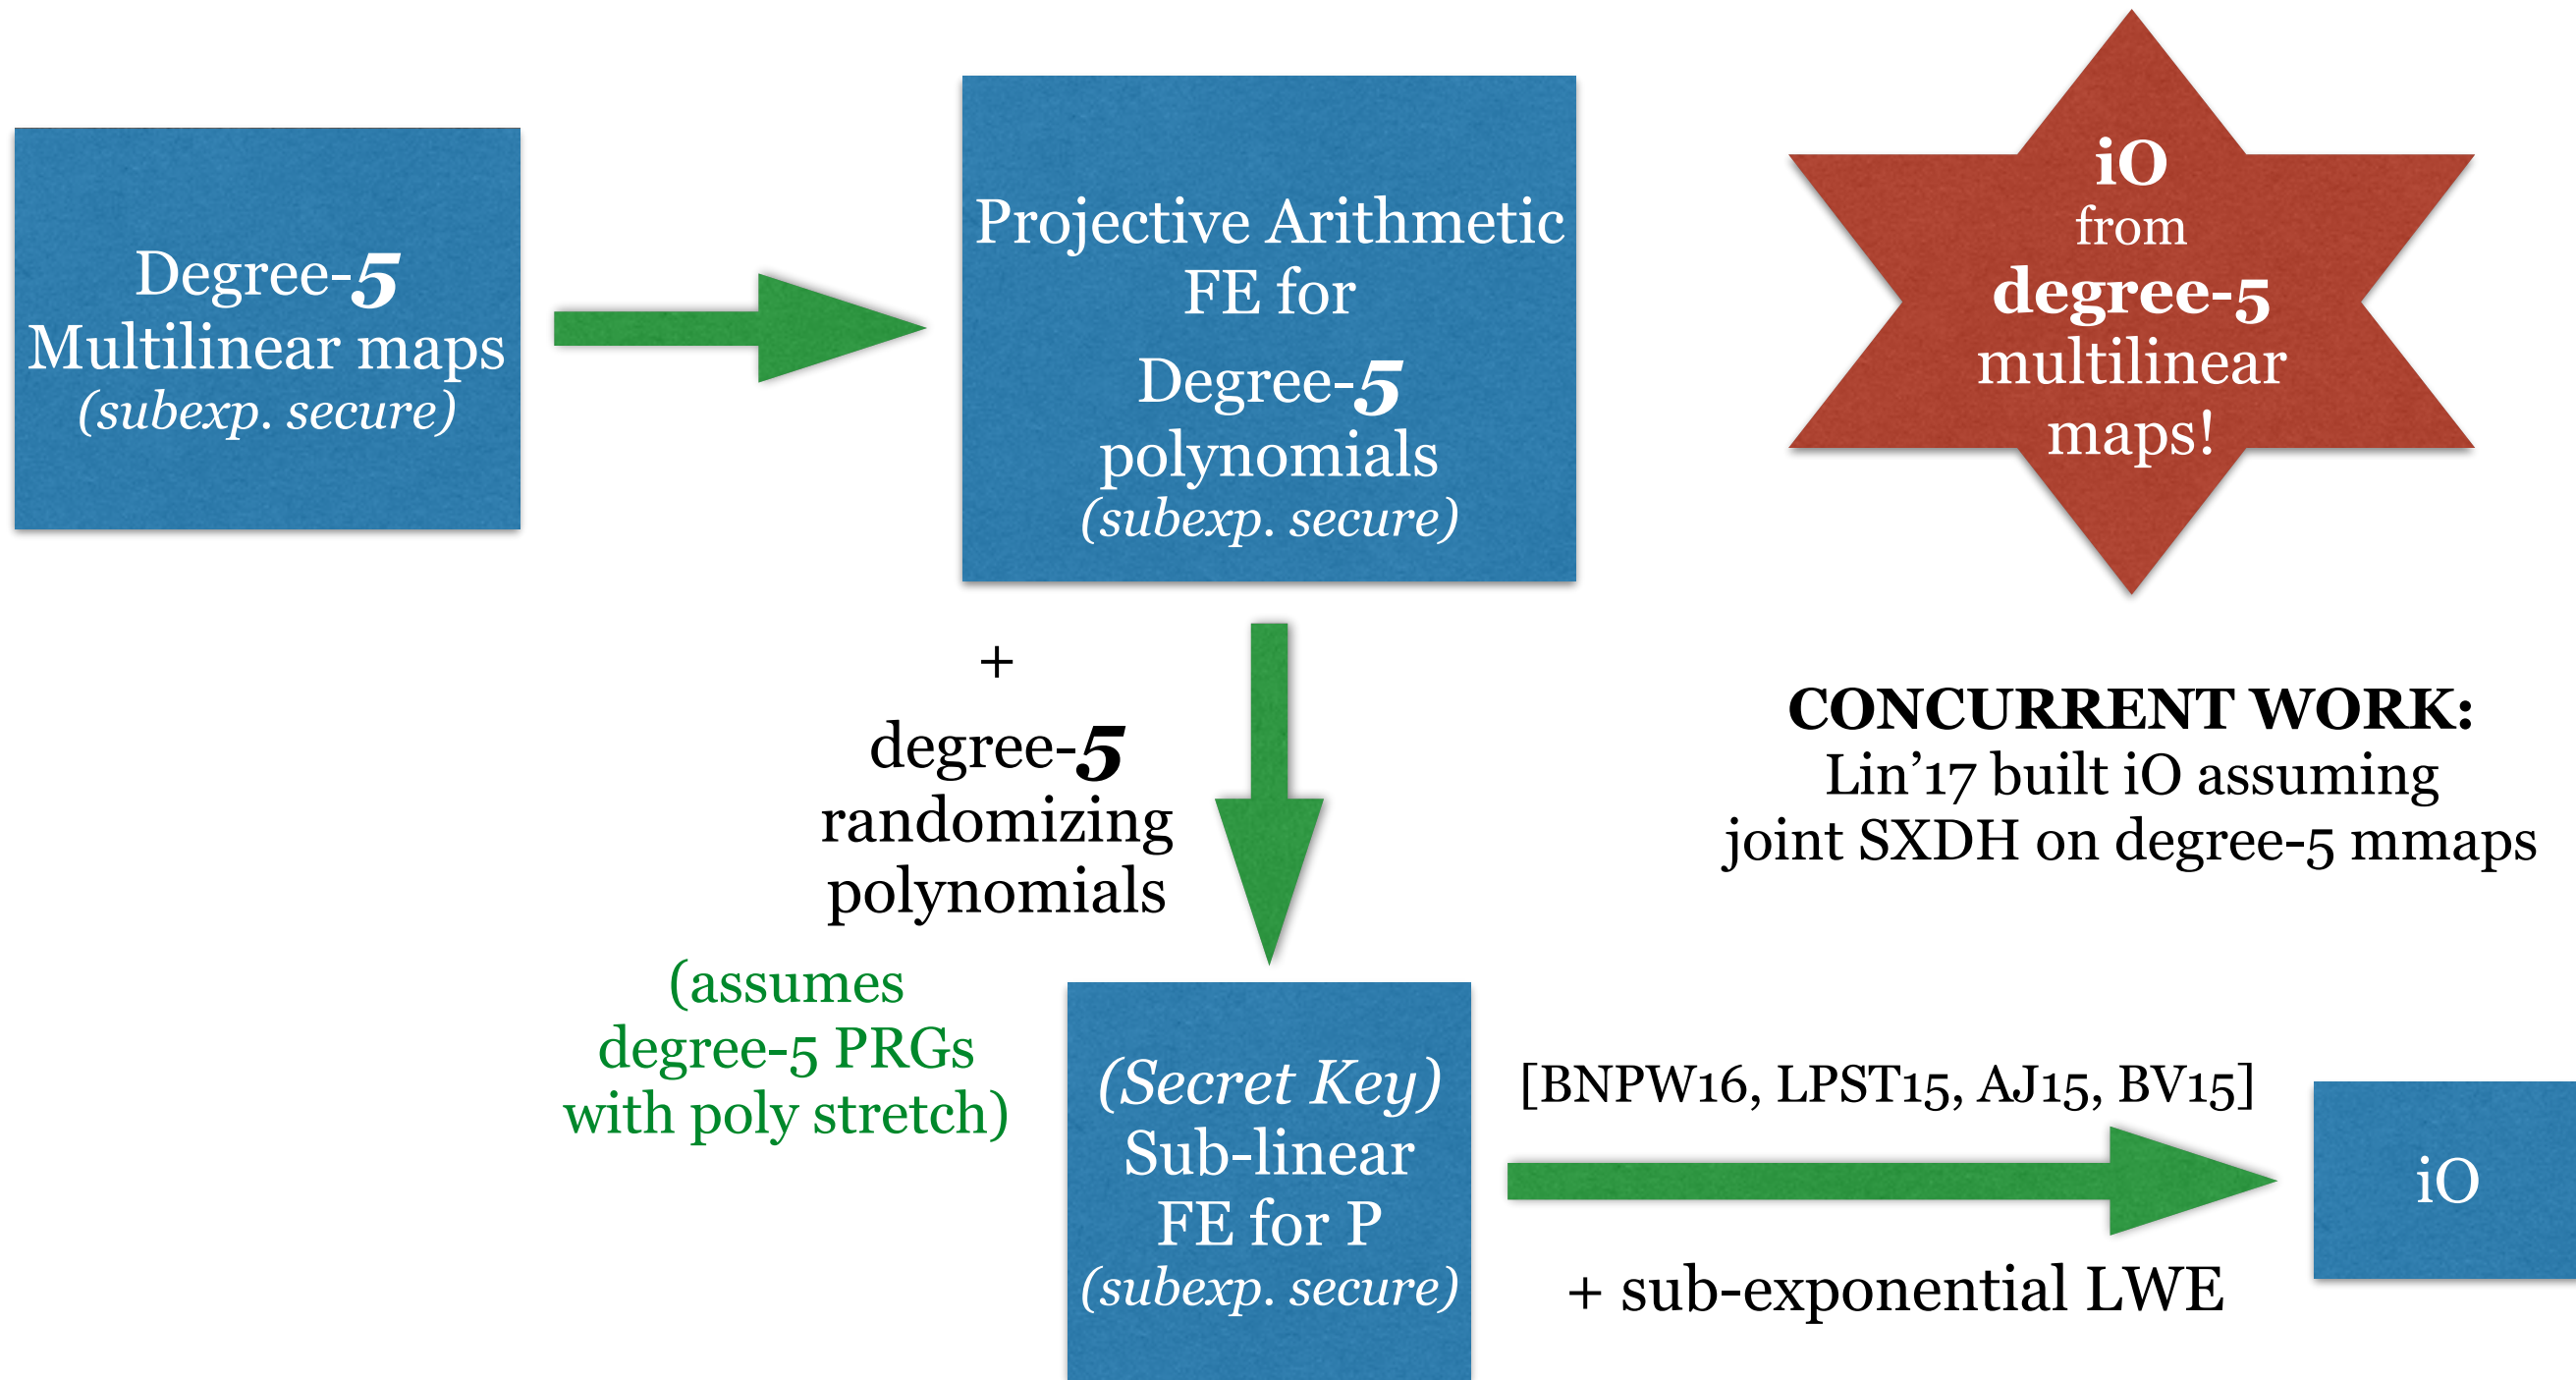 Degree-5
Multilinear maps
(subexp. secure)
Projective Arithmetic
FE for
Degree-5
polynomials
(subexp. secure)
iO
from
degree-5
multilinear
maps!
+
degree-5
randomizing
polynomials
(assumes
degree-5 PRGs
with poly stretch)
CONCURRENT WORK:
Lin’17 built iO assuming
joint SXDH on degree-5 mmaps
(Secret Key)
Sub-linear
FE for P
(subexp. secure)
[BNPW16, LPST15, AJ15, BV15]
+ sub-exponential LWE
iO